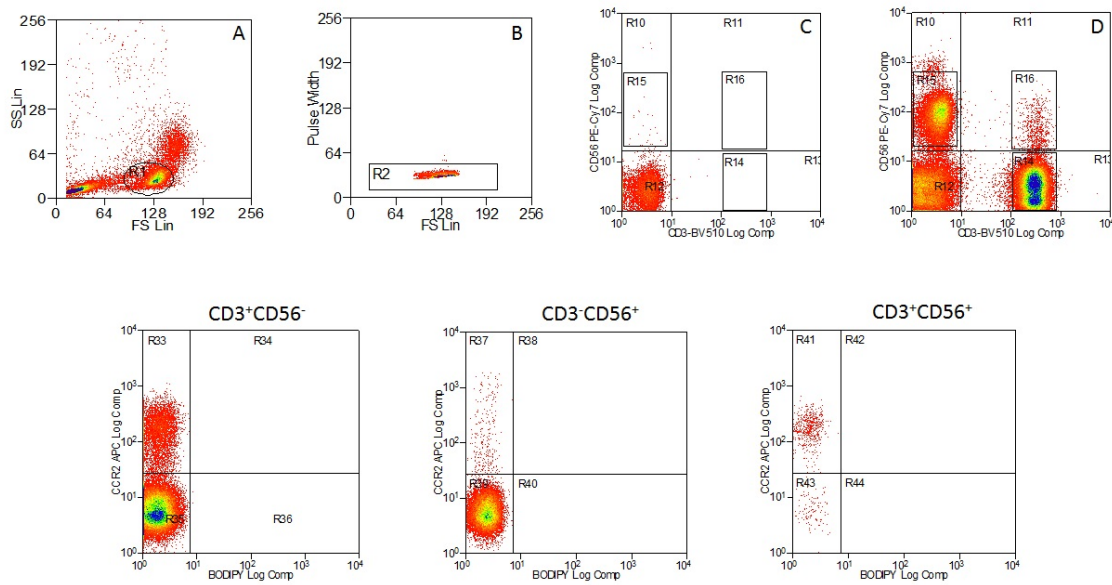 A
256
192
128
64
0
SS Lin
R1
0 64 128 192 256
FS Lin
B
256
192
128
64
0
Pulse Width
R2
64 128 192 256
FS Lin
C
10⁴
10³
10²
10¹
10⁰
CD56 PE-Cy7 Log Comp
R10 R11
R15 R16
R12 R14 R13
10⁰ 10¹ 10² 10³ 10⁴
CD3-BV510 Log Comp
D
10⁴
10³
10²
10¹
10⁰
CD56 PE-Cy7 Log Comp
R10 R11
R15 R16
R12 R14 R13
10⁰ 10¹ 10² 10³ 10⁴
CD3-BV510 Log Comp
CD3⁺CD56⁻
10⁴
10³
10²
10¹
10⁰
CCR2 APC Log Comp
R33 R34
R35 R36
10⁰ 10¹ 10² 10³ 10⁴
BODIPY Log Comp
CD3⁻CD56⁺
10⁴
10³
10²
10¹
10⁰
CCR2 APC Log Comp
R37 R38
R39 R40
10⁰ 10¹ 10² 10³ 10⁴
BODIPY Log Comp
CD3⁺CD56⁺
10⁴
10³
10²
10¹
10⁰
CCR2 APC Log Comp
R41 R42
R43 R44
10⁰ 10¹ 10² 10³ 10⁴
BODIPY Log Comp